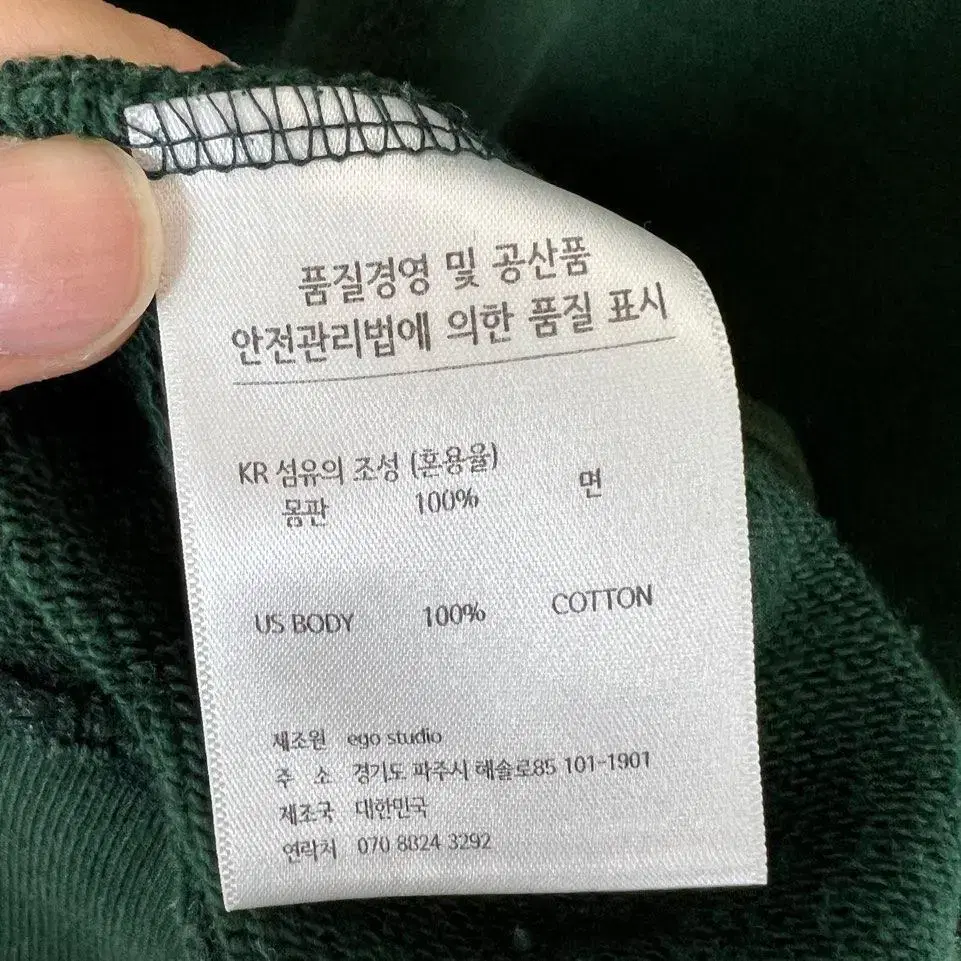 품질경영 및 공산품
안전관리법에 의한 품질 표시
KR 섬유의 조성 (혼용율)
몸판 100% 면
US BODY 100% COTTON
제조원 ego studio
주 소 경기도 파주시 해솔로85 101-1901
제조국 대한민국
연락처 070 8824 3292